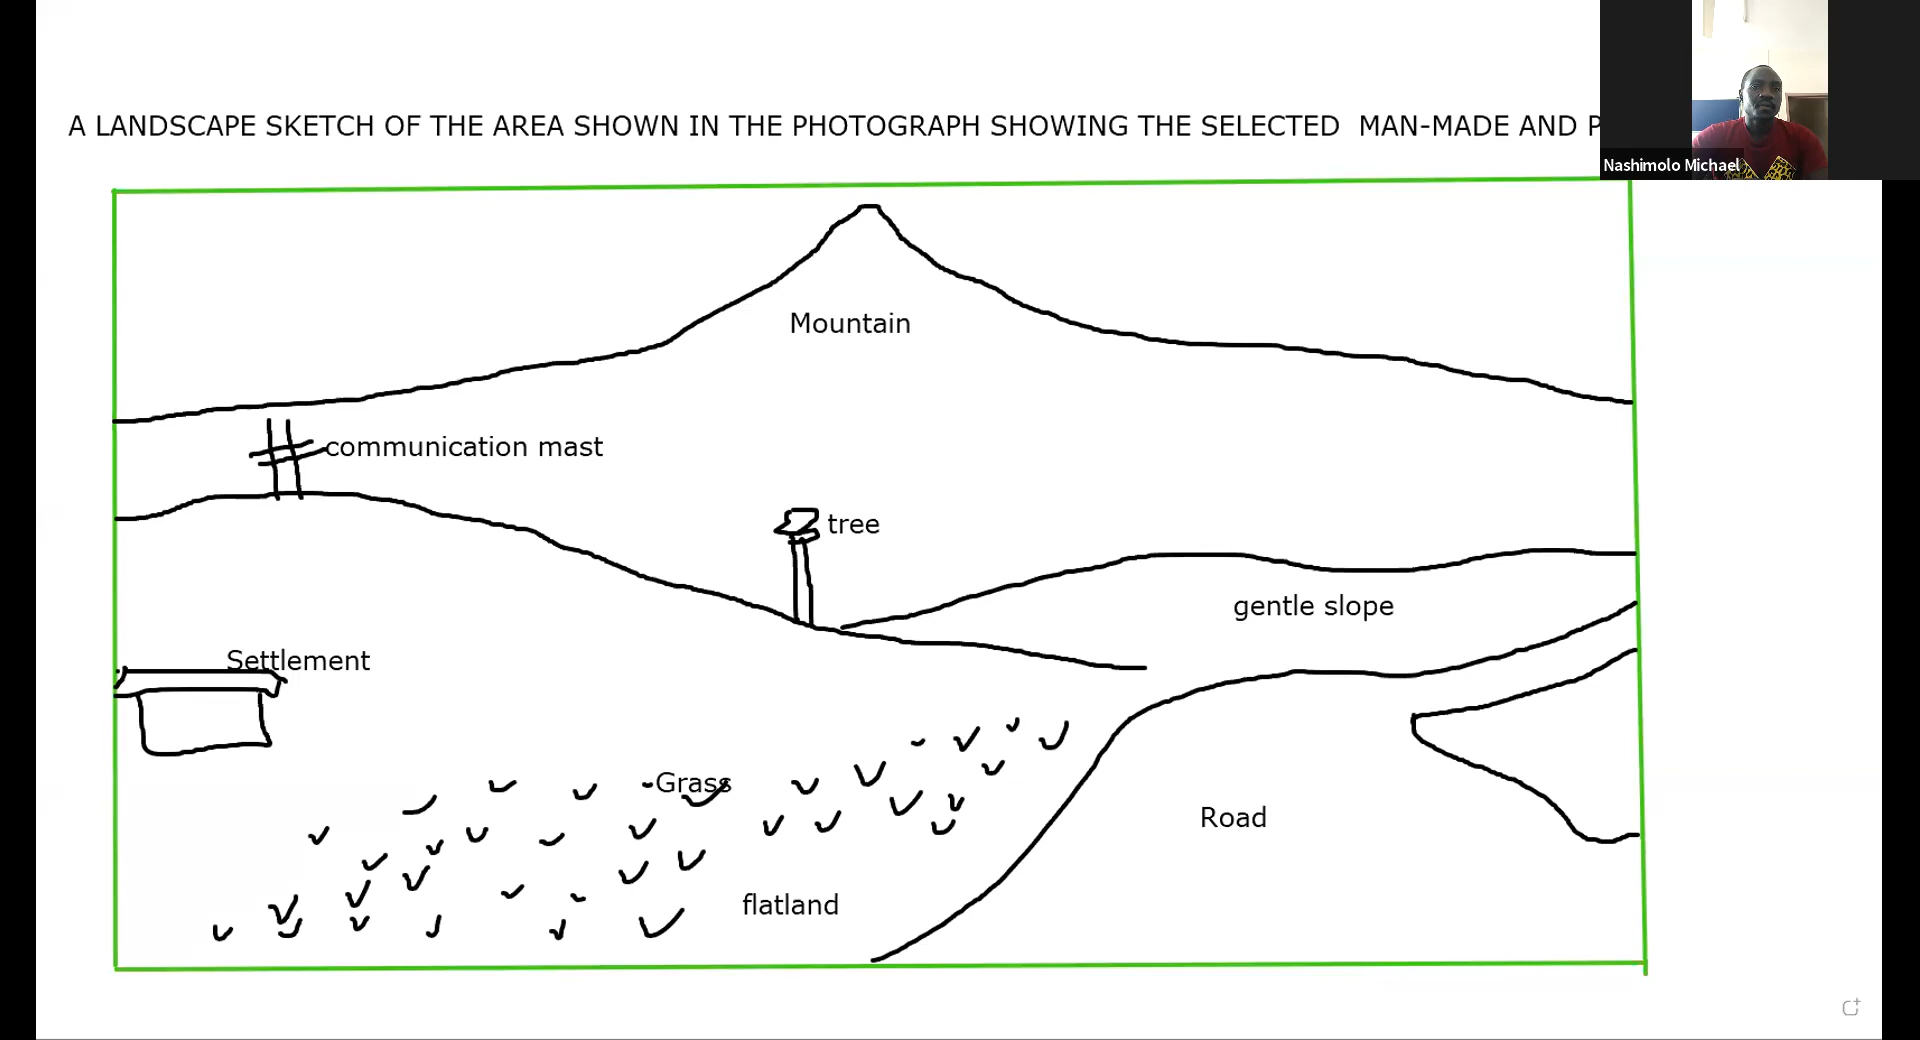 A LANDSCAPE SKETCH OF THE AREA SHOWN IN THE PHOTOGRAPH SHOWING THE SELECTED MAN-MADE AND P
Nashimolo Michael
Mountain
communication mast
tree
gentle slope
Settlement
Grass
Road
flatland